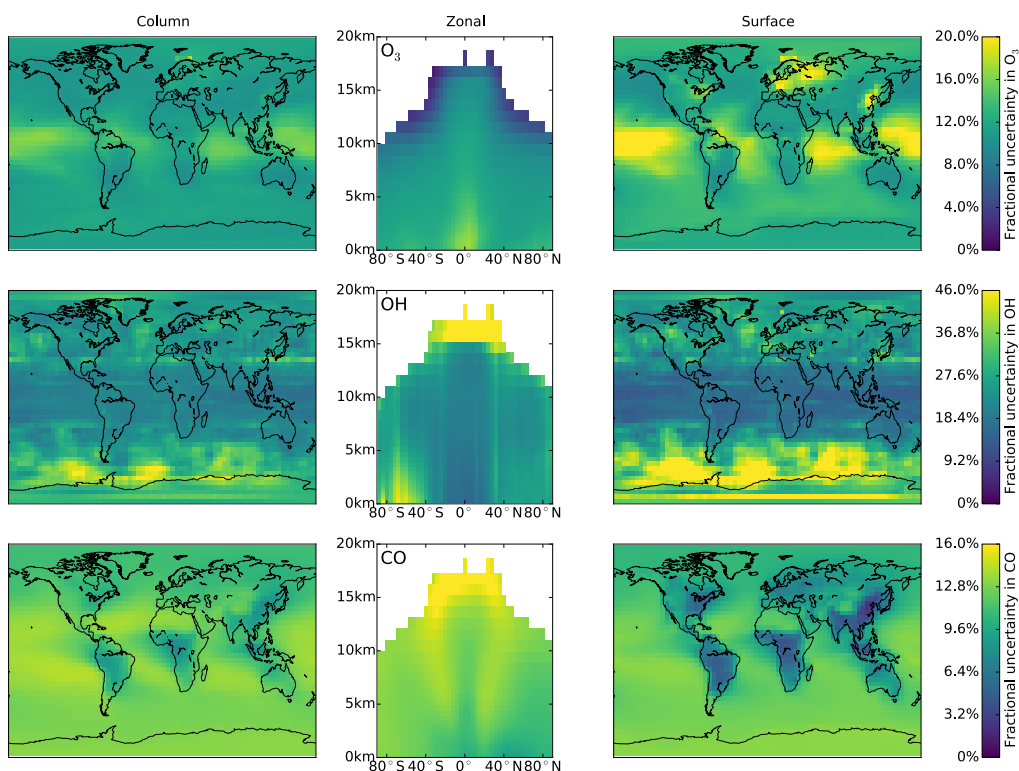 Column Zonal Surface
20km O₃ 20.0%
15km 16.0%
10km 12.0%
5km 8.0%
4.0%
0km 0%
80°S 40°S 0° 40°N 80°N
Fractional uncertainty in O₃
20km OH 46.0%
15km 36.8%
10km 27.6%
5km 18.4%
9.2%
0km 0%
80°S 40°S 0° 40°N 80°N
Fractional uncertainty in OH
20km CO 16.0%
15km 12.8%
10km 9.6%
5km 6.4%
3.2%
0km 0%
80°S 40°S 0° 40°N 80°N
Fractional uncertainty in CO